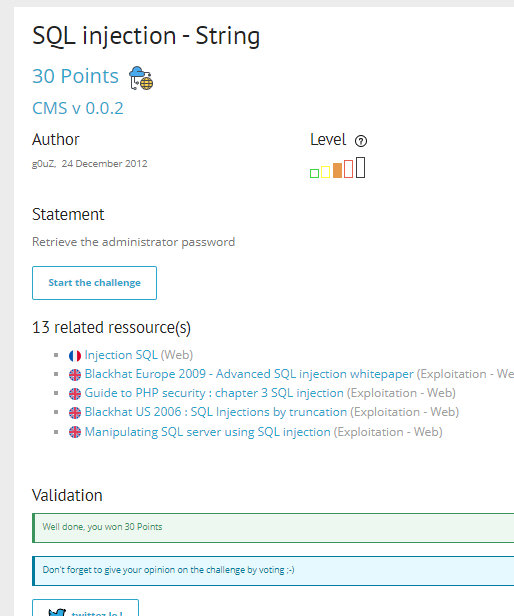 SQL injection - String
30 Points
CMS v 0.0.2
Author
Level
g0uZ, 24 December 2012
Statement
Retrieve the administrator password
Start the challenge
13 related ressource(s)
Injection SQL (Web)
Blackhat Europe 2009 - Advanced SQL injection whitepaper (Exploitation - We
Guide to PHP security : chapter 3 SQL injection (Exploitation - Web)
Blackhat US 2006 : SQL Injections by truncation (Exploitation - Web)
Manipulating SQL server using SQL injection (Exploitation - Web)
Validation
Well done, you won 30 Points
Don't forget to give your opinion on the challenge by voting ;-)
twittez le !